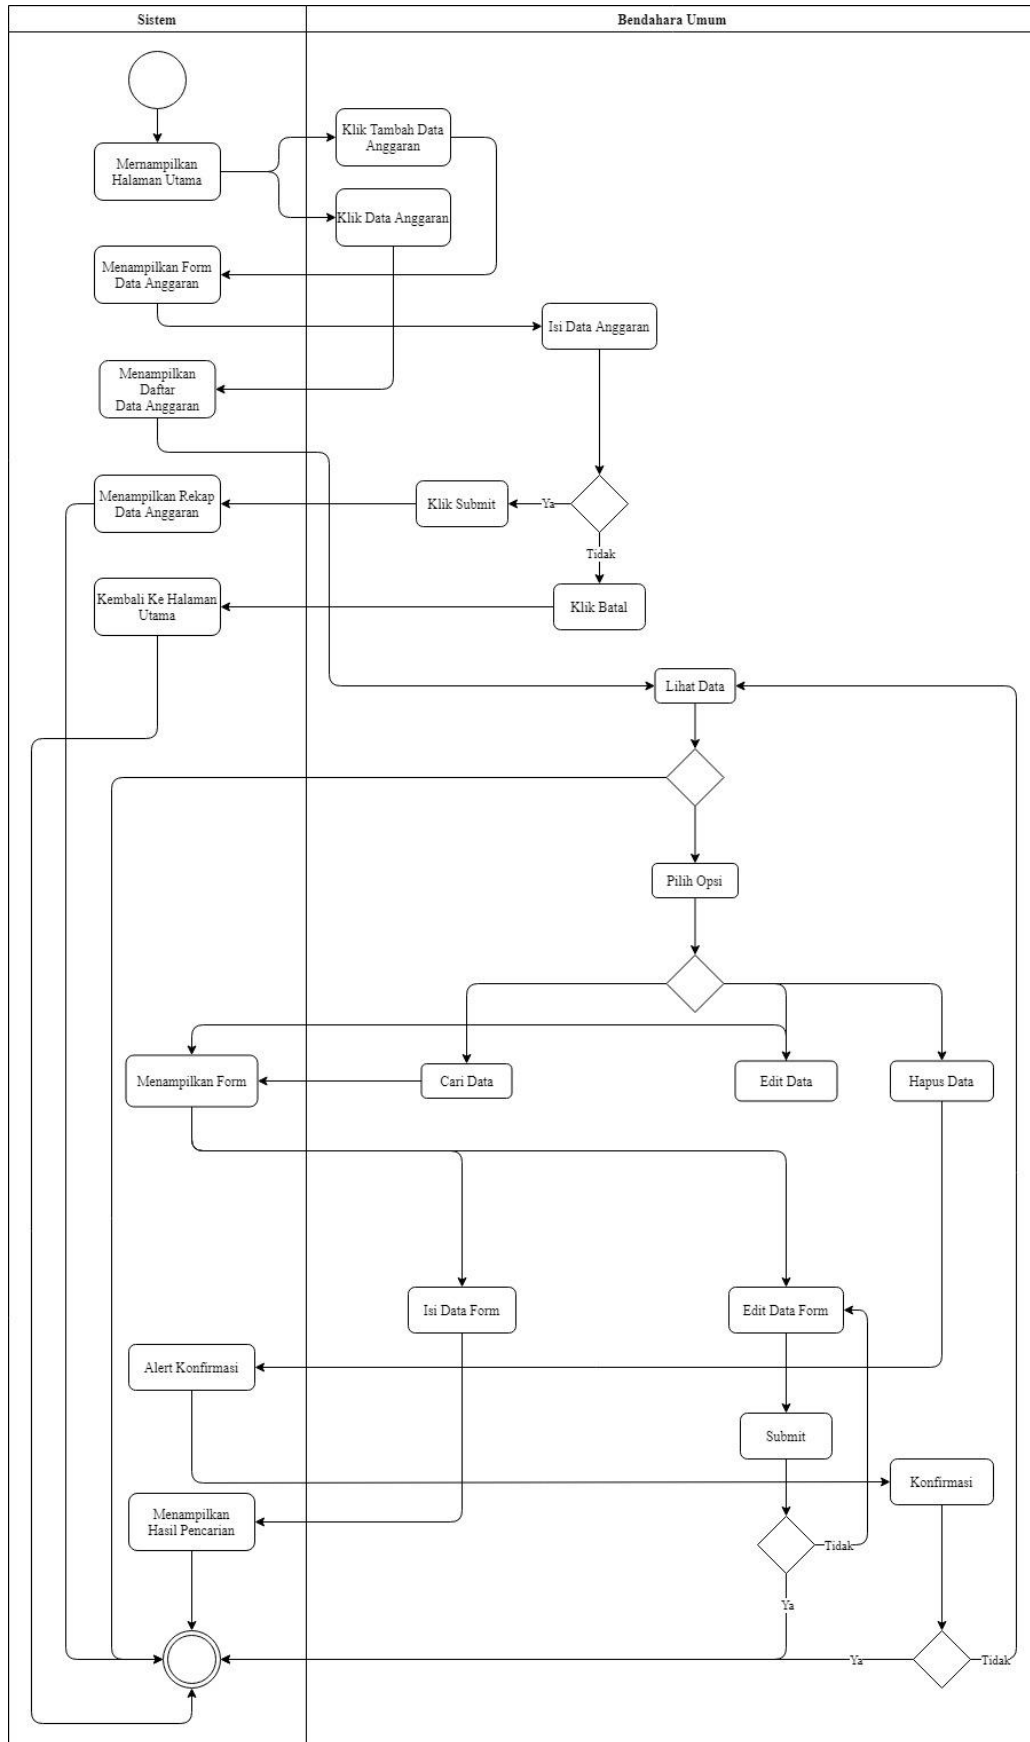 Sistem
Bendahara Umum
Klik Tambah Data
Anggaran
Mernampilkan
Halaman Utama
Klik Data Anggaran
Menampilkan Form
Data Anggaran
Isi Data Anggaran
Menampilkan
Daftar
Data Anggaran
Menampilkan Rekap
Data Anggaran
Klik Submit
Ya
Tidak
Kembali Ke Halaman
Utama
Klik Batal
Lihat Data
Pilih Opsi
Menampilkan Form
Cari Data
Edit Data
Hapus Data
Isi Data Form
Edit Data Form
Alert Konfirmasi
Submit
Konfirmasi
Menampilkan
Hasil Pencarian
Tidak
Ya
Ya
Tidak